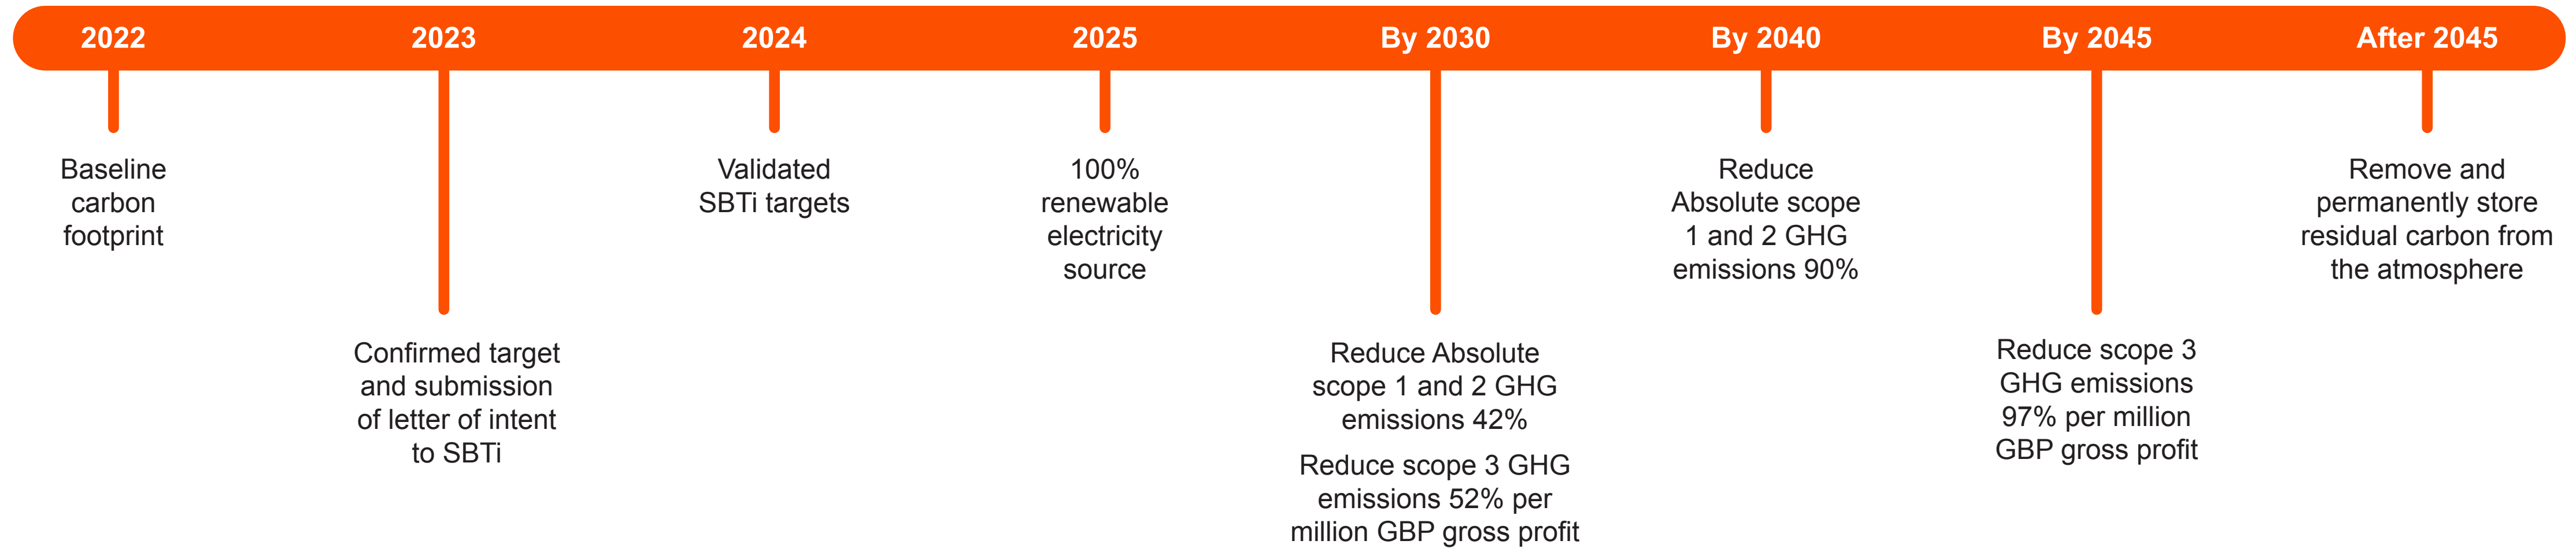 2022
2023
2024
2025
By 2030
By 2040
By 2045
After 2045
Baseline
carbon
footprint
Confirmed target
and submission
of letter of intent
to SBTi
Validated
SBTi targets
100%
renewable
electricity
source
Reduce Absolute
scope 1 and 2 GHG
emissions 42%
Reduce scope 3 GHG
emissions 52% per
million GBP gross profit
Reduce
Absolute scope
1 and 2 GHG
emissions 90%
Reduce scope 3
GHG emissions
97% per million
GBP gross profit
Remove and
permanently store
residual carbon from
the atmosphere